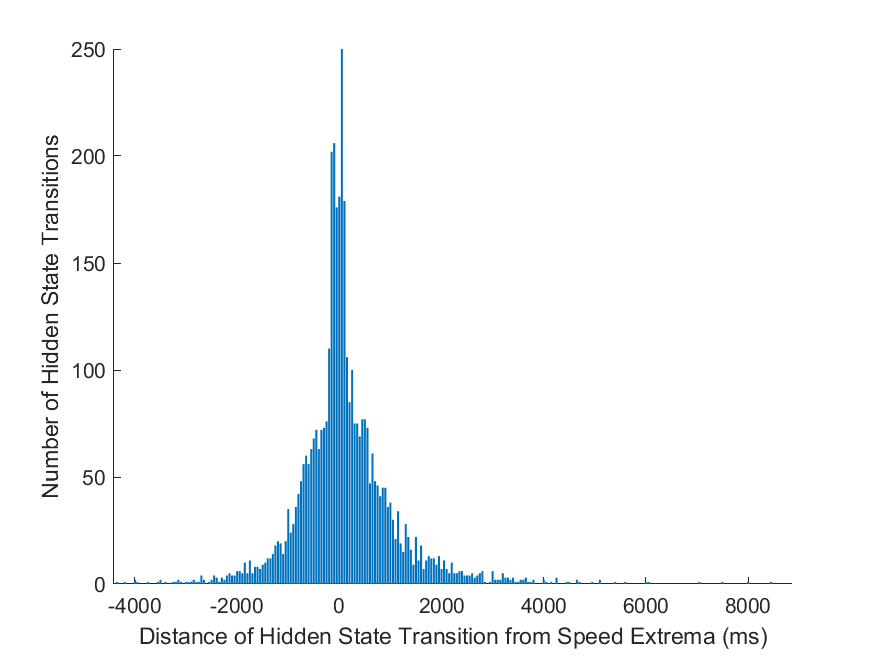 250
200
150
100
50
0
Number of Hidden State Transitions
-4000 -2000 0 2000 4000 6000 8000
Distance of Hidden State Transition from Speed Extrema (ms)